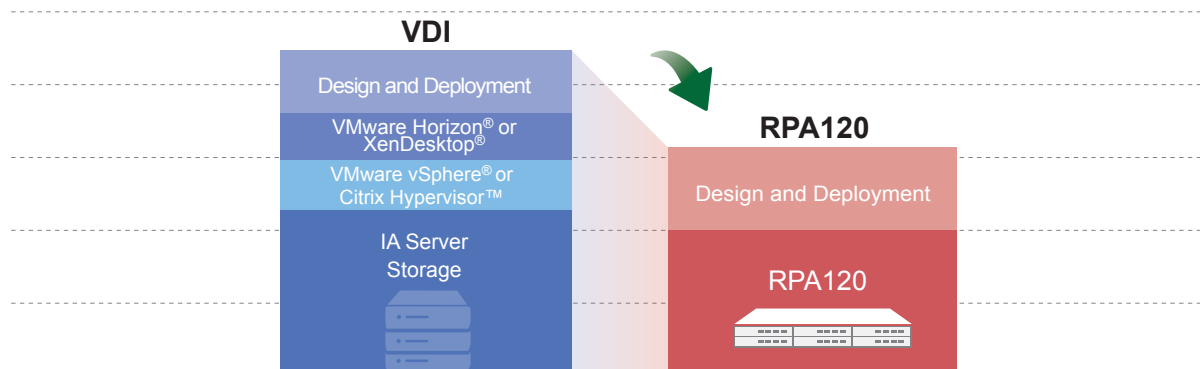 VDI
Design and Deployment
VMware Horizon® or
XenDesktop®
VMware vSphere® or
Citrix Hypervisor™
IA Server
Storage
RPA120
Design and Deployment
RPA120